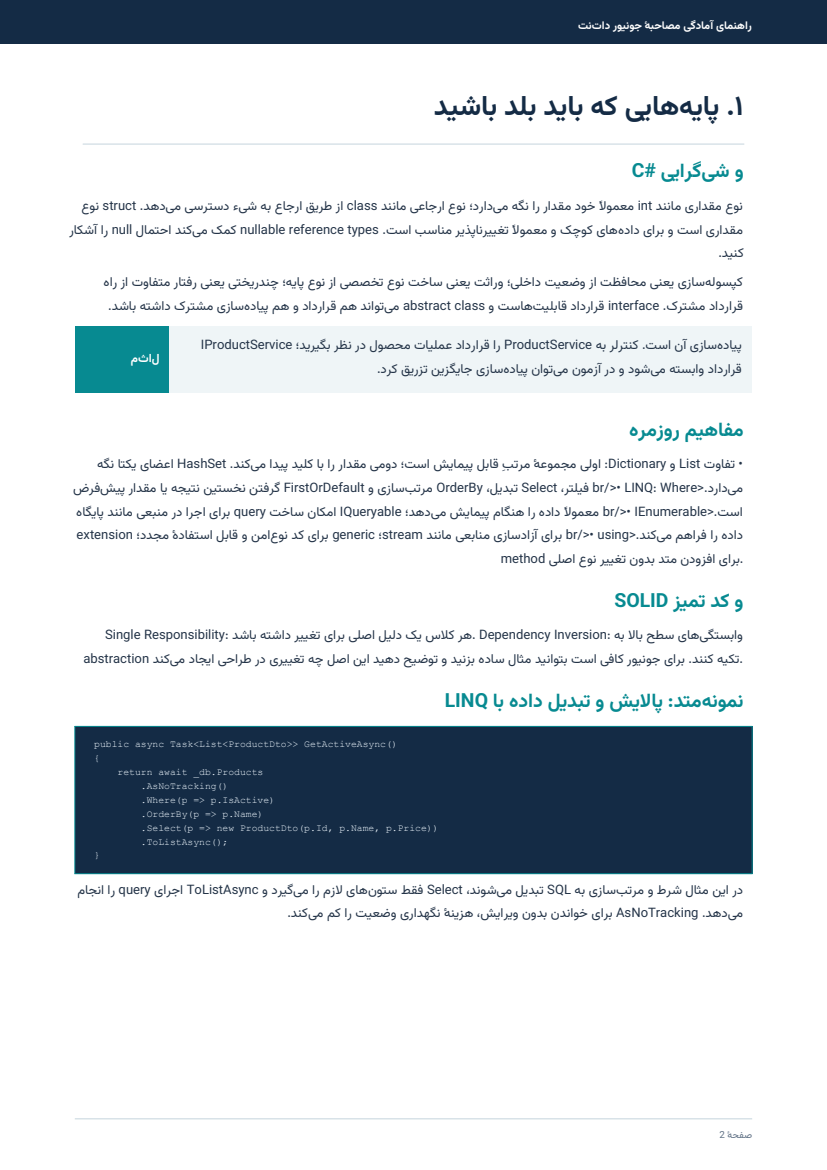 راهنمای آمادگی مصاحبهٔ جونیور دات‌نت
۱. پایه‌هایی که باید بلد باشید
و شی‌گرایی C#
نوع مقداری مانند int معمولاً خود مقدار را نگه می‌دارد؛ نوع ارجاعی مانند class از طریق ارجاع به شیء دسترسی می‌دهد. struct نوع
مقداری است و برای داده‌های کوچک و معمولاً تغییرناپذیر مناسب است. nullable reference types کمک می‌کند احتمال null را آشکار
کنید.
کپسوله‌سازی یعنی محافظت از وضعیت داخلی؛ وراثت یعنی ساخت نوع تخصصی از نوع پایه؛ چندریختی یعنی رفتار متفاوت از راه
قرارداد مشترک. interface قرارداد قابلیت‌هاست و abstract class می‌تواند هم قرارداد و هم پیاده‌سازی مشترک داشته باشد.
پیاده‌سازی آن است. کنترلر به ProductService را قرارداد عملیات محصول در نظر بگیرید؛ IProductService
قرارداد وابسته می‌شود و در آزمون می‌توان پیاده‌سازی جایگزین تزریق کرد.
مثال
مفاهیم روزمره
• تفاوت List و Dictionary: اولی مجموعهٔ مرتبِ قابل پیمایش است؛ دومی مقدار را با کلید پیدا می‌کند. HashSet اعضای یکتا نگه
می‌دارد.<br/>• LINQ: Where فیلتر، Select تبدیل، OrderBy مرتب‌سازی و FirstOrDefault گرفتن نخستین نتیجه یا مقدار پیش‌فرض
است.<br/>• IEnumerable معمولاً داده را هنگام پیمایش می‌دهد؛ IQueryable امکان ساخت query برای اجرا در منبعی مانند پایگاه
داده را فراهم می‌کند.<br/>• using برای آزادسازی منابعی مانند stream؛ generic برای کد نوع‌امن و قابل استفادهٔ مجدد؛ extension
.برای افزودن متد بدون تغییر نوع اصلی method
و کد تمیز SOLID
وابستگی‌های سطح بالا به :Dependency Inversion .هر کلاس یک دلیل اصلی برای تغییر داشته باشد :Single Responsibility
.تکیه کنند. برای جونیور کافی است بتوانید مثال ساده بزنید و توضیح دهید این اصل چه تغییری در طراحی ایجاد می‌کند abstraction
نمونه‌متد: پالایش و تبدیل داده با LINQ
public async Task<List<ProductDto>> GetActiveAsync()
{
    return await _db.Products
        .AsNoTracking()
        .Where(p => p.IsActive)
        .OrderBy(p => p.Name)
        .Select(p => new ProductDto(p.Id, p.Name, p.Price))
        .ToListAsync();
}
در این مثال شرط و مرتب‌سازی به SQL تبدیل می‌شوند، Select فقط ستون‌های لازم را می‌گیرد و ToListAsync اجرای query را انجام
می‌دهد. AsNoTracking برای خواندن بدون ویرایش، هزینهٔ نگهداری وضعیت را کم می‌کند.
صفحهٔ 2